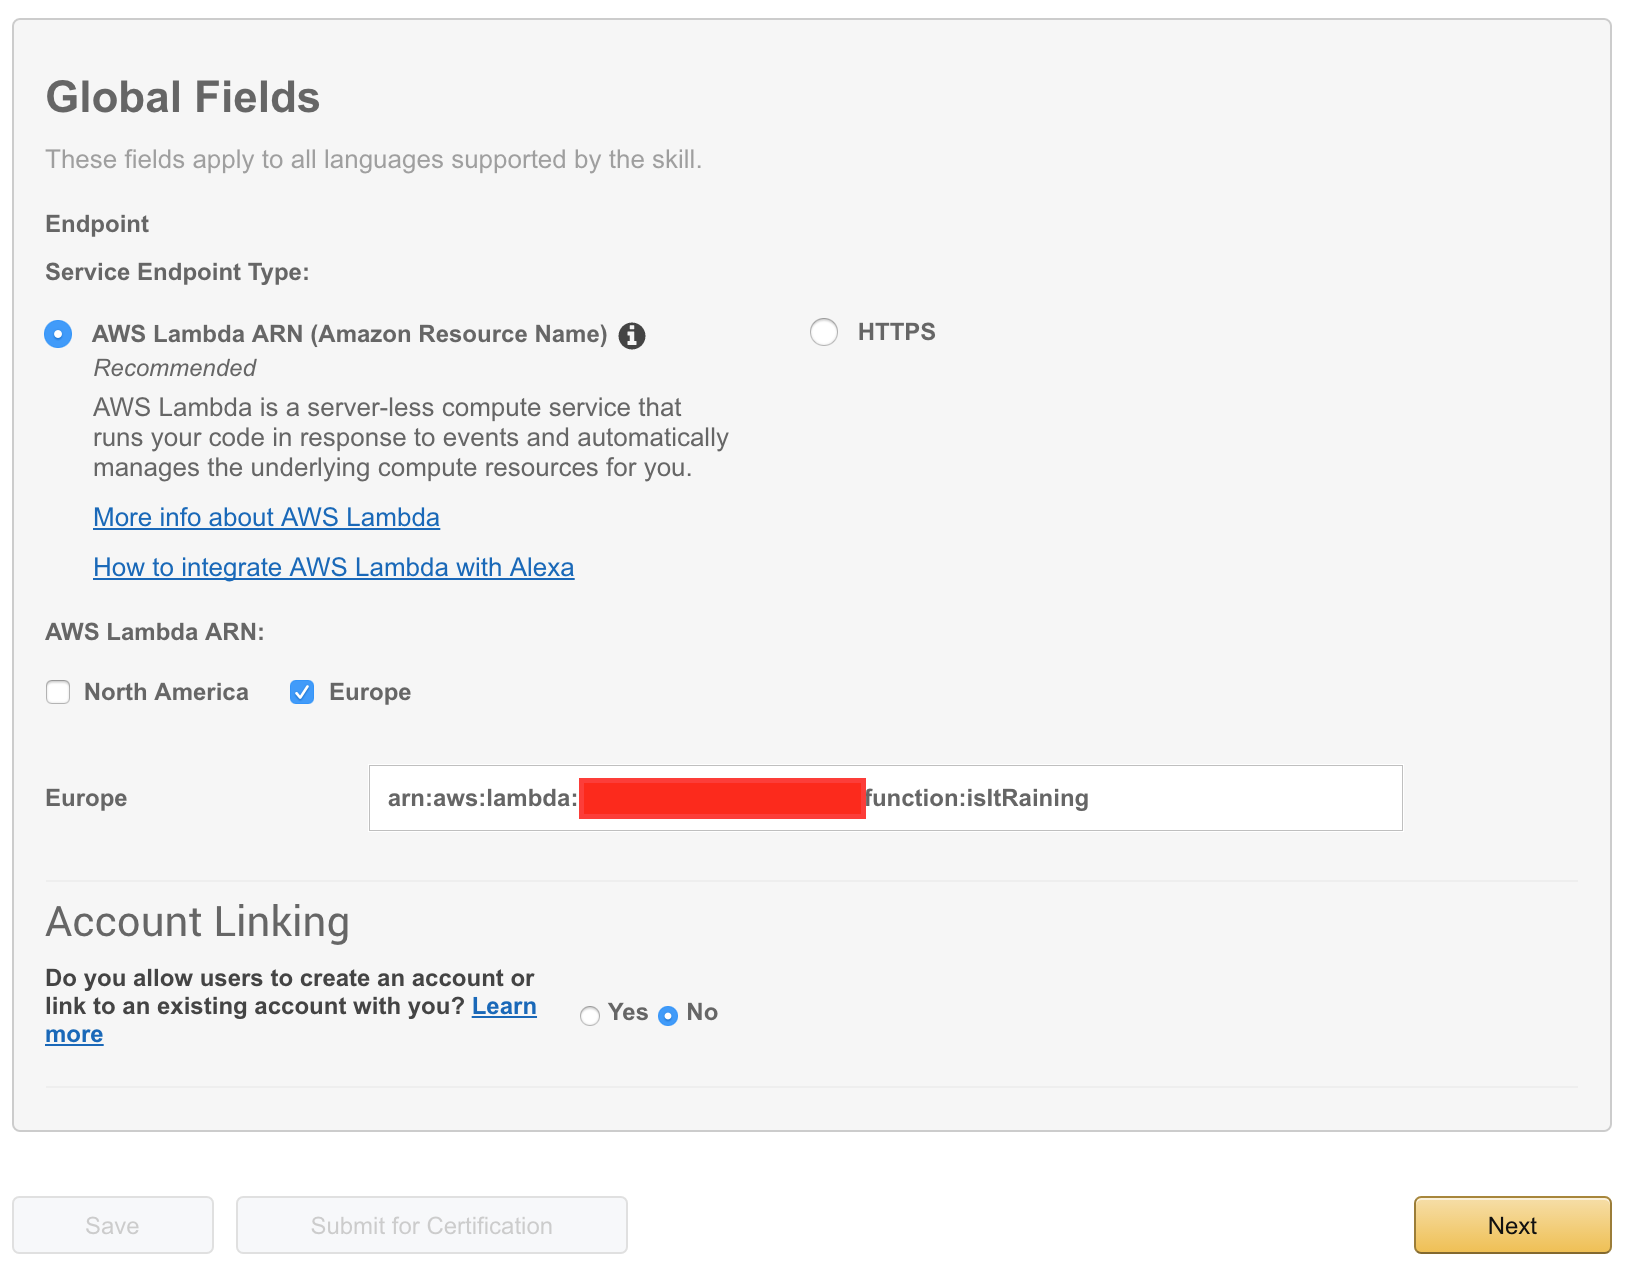 Global Fields
These fields apply to all languages supported by the skill.
Endpoint
Service Endpoint Type:
AWS Lambda ARN (Amazon Resource Name)
HTTPS
Recommended
AWS Lambda is a server-less compute service that
runs your code in response to events and automatically
manages the underlying compute resources for you.
More info about AWS Lambda
How to integrate AWS Lambda with Alexa
AWS Lambda ARN:
North America
Europe
Europe
arn:aws:lambda: function:isItRaining
Account Linking
Do you allow users to create an account or
link to an existing account with you? Learn
more
Yes No
Save
Submit for Certification
Next